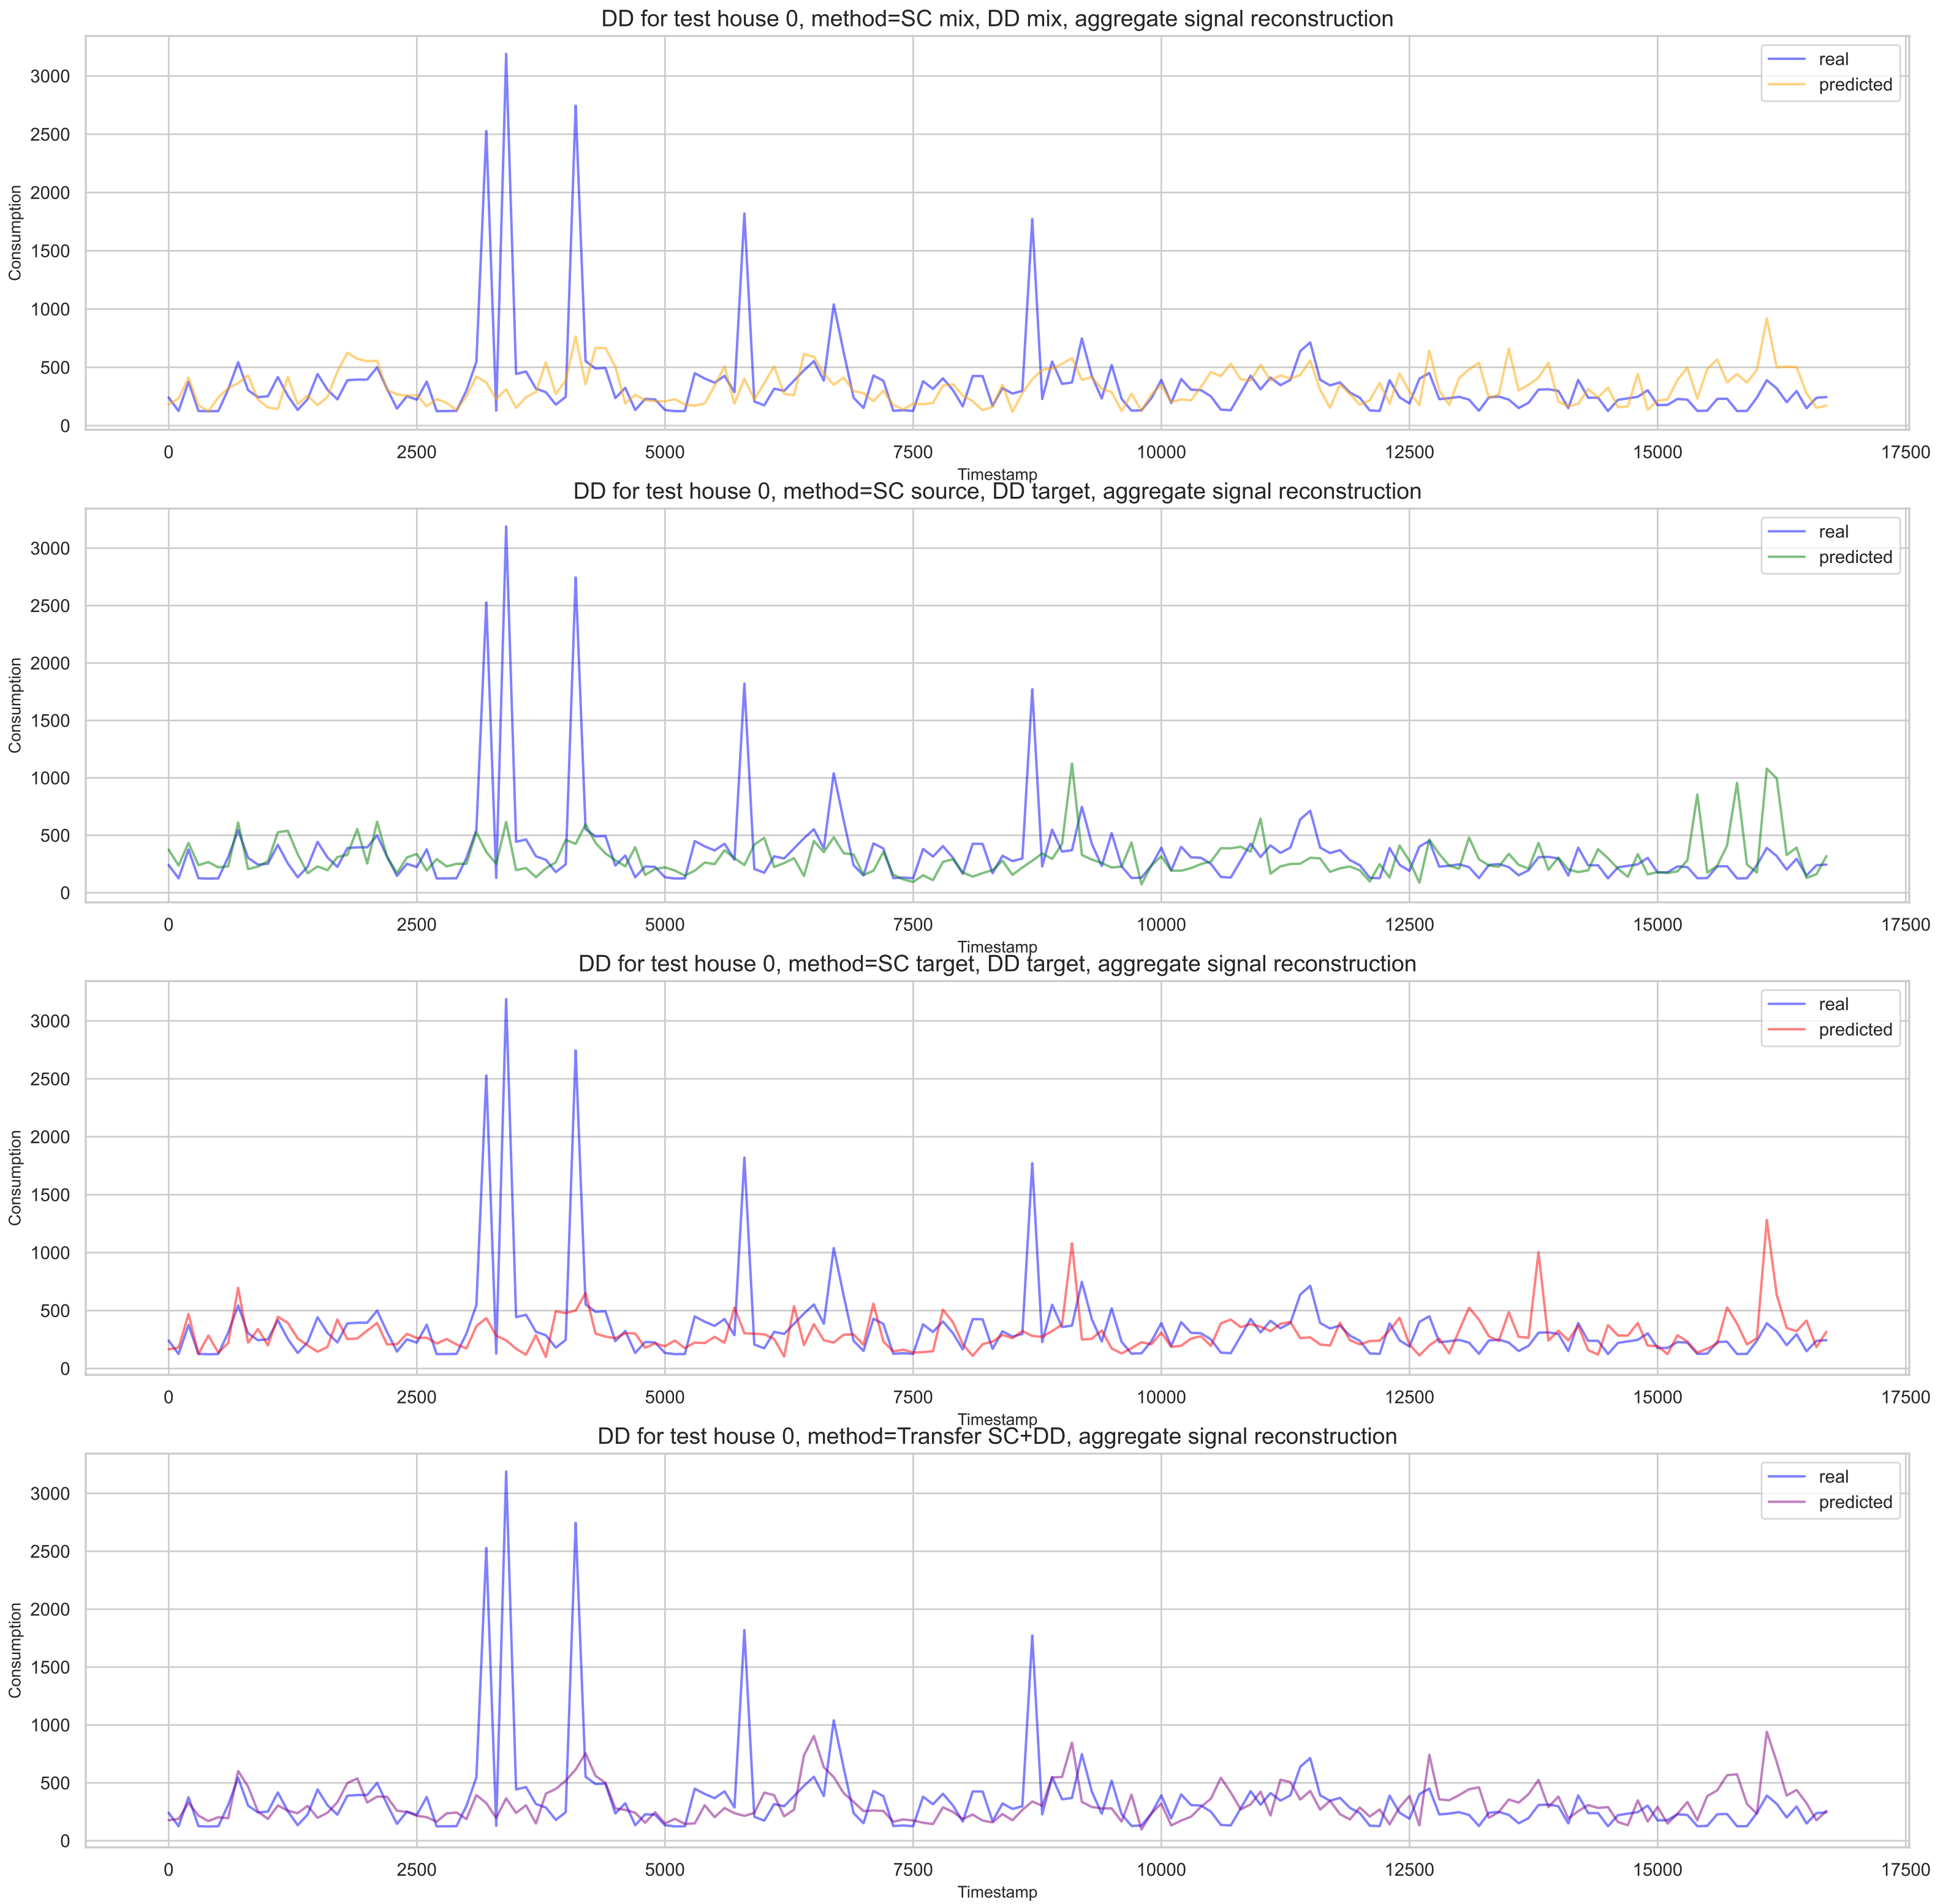 DD for test house 0, method=SC mix, DD mix, aggregate signal reconstruction
real
predicted
3000
2500
2000
1500
1000
500
0
Consumption
0 2500 5000 7500 10000 12500 15000 17500
Timestamp
DD for test house 0, method=SC source, DD target, aggregate signal reconstruction
real
predicted
3000
2500
2000
1500
1000
500
0
Consumption
0 2500 5000 7500 10000 12500 15000 17500
Timestamp
DD for test house 0, method=SC target, DD target, aggregate signal reconstruction
real
predicted
3000
2500
2000
1500
1000
500
0
Consumption
0 2500 5000 7500 10000 12500 15000 17500
Timestamp
DD for test house 0, method=Transfer SC+DD, aggregate signal reconstruction
real
predicted
3000
2500
2000
1500
1000
500
0
Consumption
0 2500 5000 7500 10000 12500 15000 17500
Timestamp